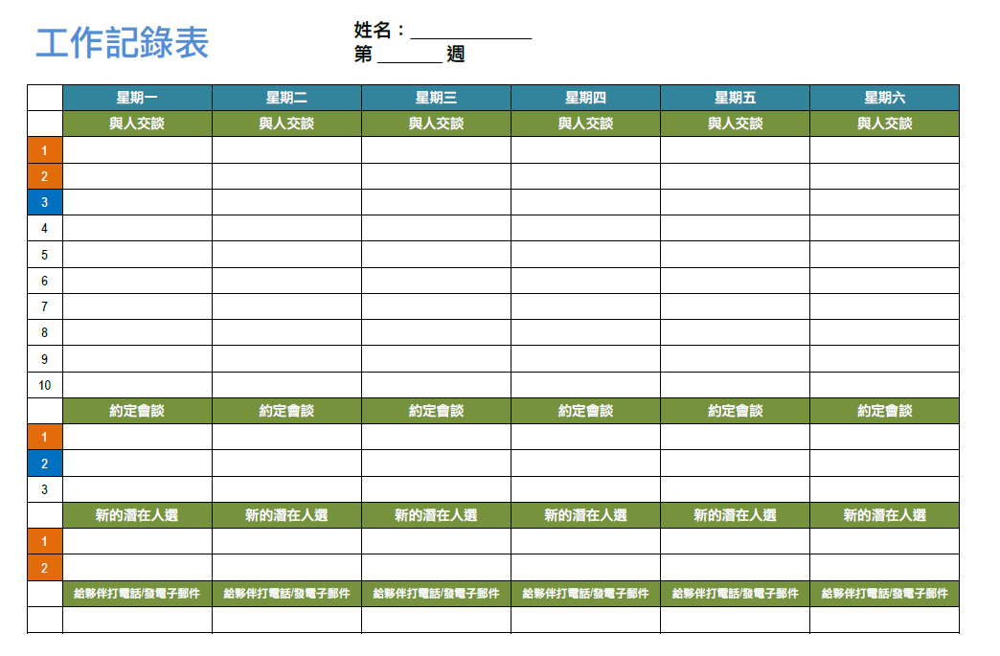 工作記錄表
姓名：____________
第 _______ 週
星期一 星期二 星期三 星期四 星期五 星期六
與人交談 與人交談 與人交談 與人交談 與人交談 與人交談
1
2
3
4
5
6
7
8
9
10
約定會談 約定會談 約定會談 約定會談 約定會談 約定會談
1
2
3
新的潛在人選 新的潛在人選 新的潛在人選 新的潛在人選 新的潛在人選 新的潛在人選
1
2
給夥伴打電話/發電子郵件 給夥伴打電話/發電子郵件 給夥伴打電話/發電子郵件 給夥伴打電話/發電子郵件 給夥伴打電話/發電子郵件 給夥伴打電話/發電子郵件